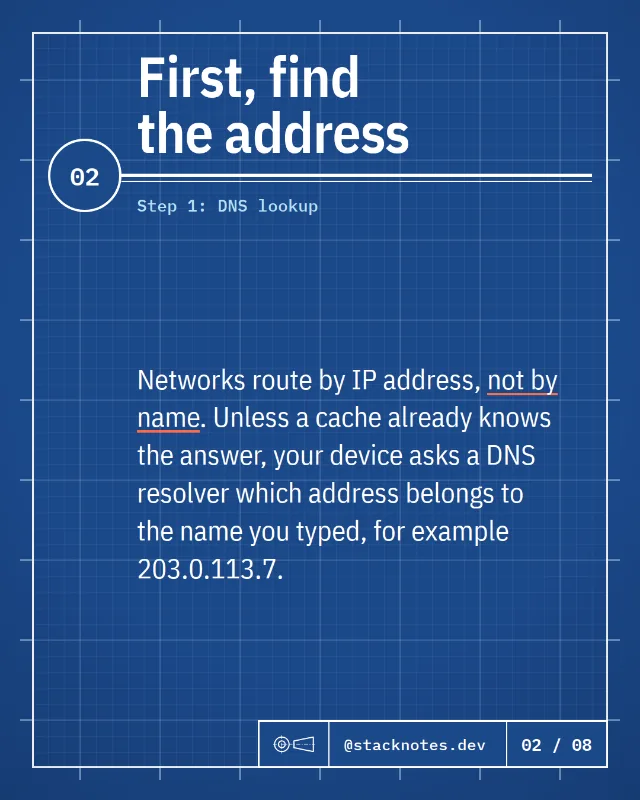 First, find
the address
02
Step 1: DNS lookup
Networks route by IP address, not by
name. Unless a cache already knows
the answer, your device asks a DNS
resolver which address belongs to
the name you typed, for example
203.0.113.7.
@stacknotes.dev
02 / 08